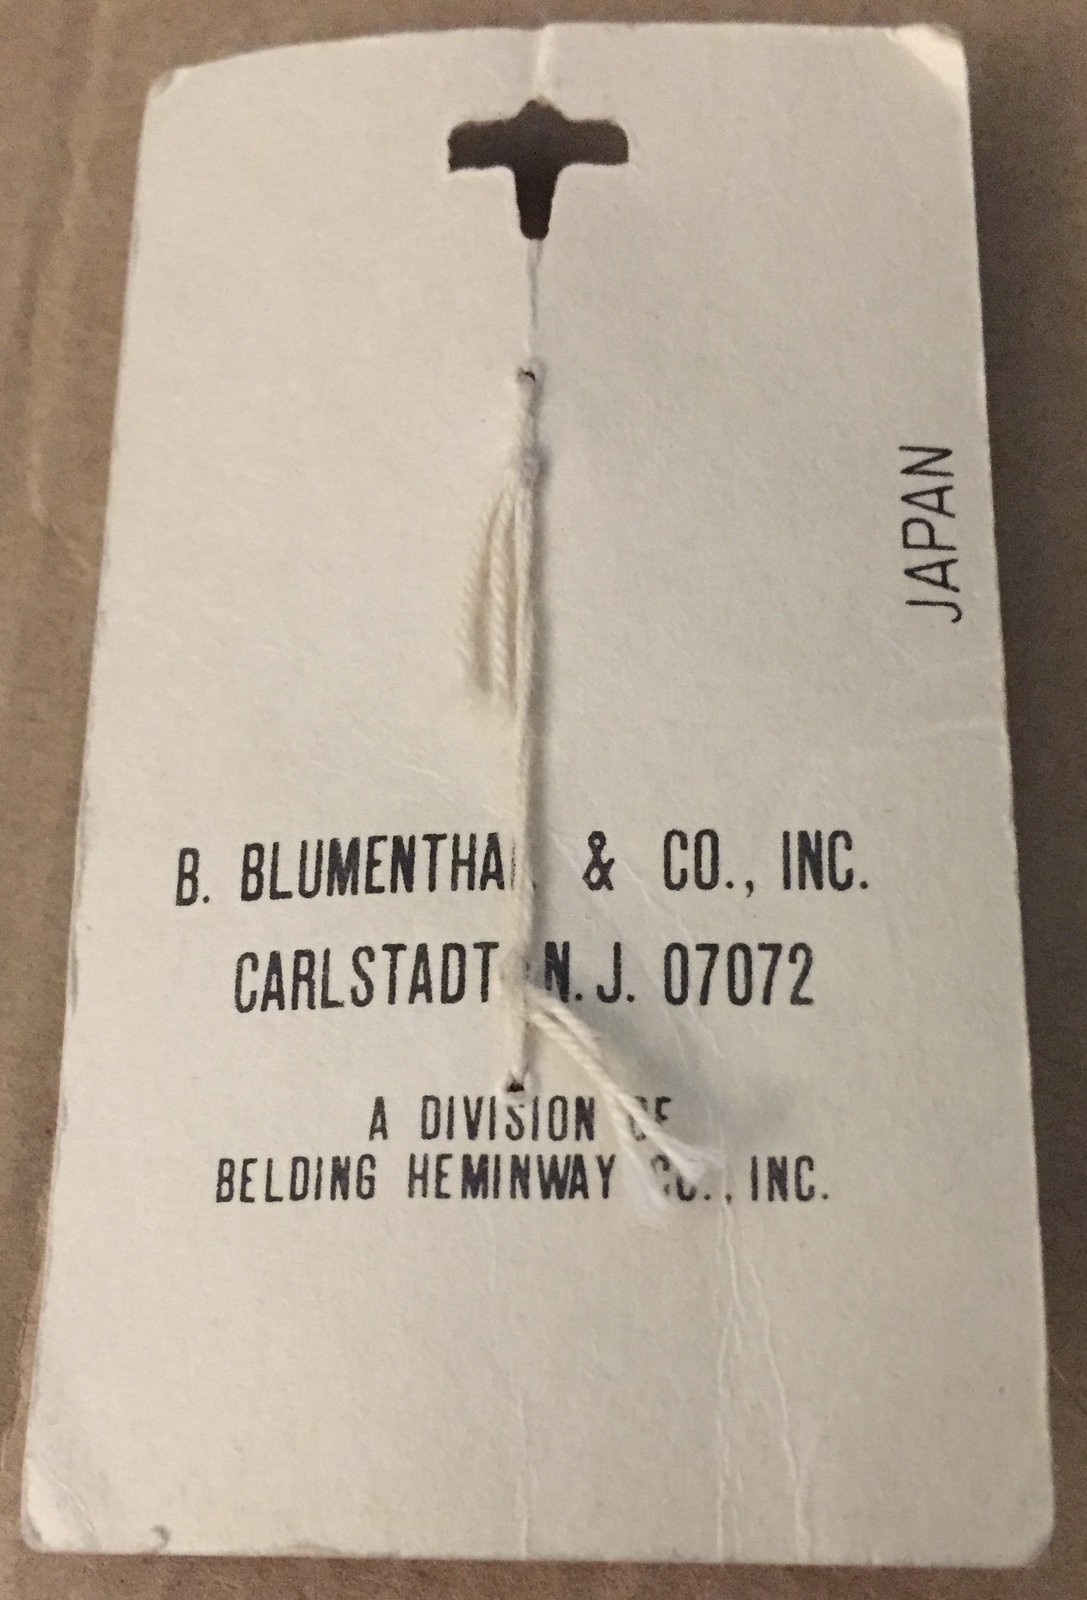 JAPAN
B. BLUMENTHAL & CO., INC.
CARLSTADT, N.J. 07072
A DIVISION OF
BELDING HEMINWAY CO., INC.